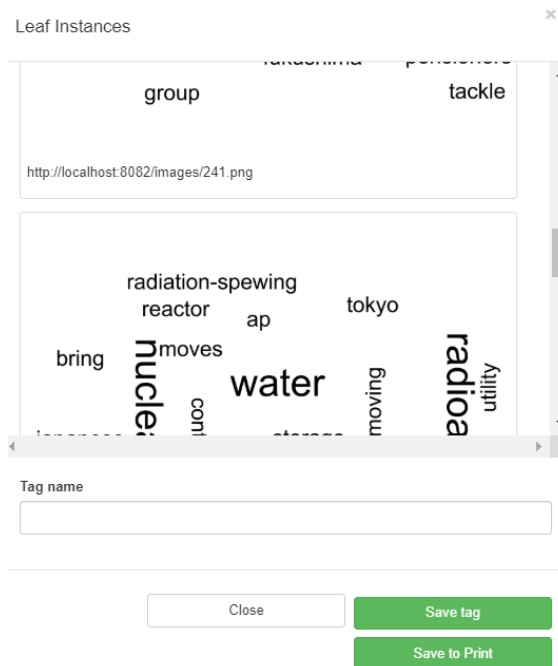 Leaf Instances
×
group
tackle
http://localhost:8082/images/241.png
radiation-spewing
reactor
ap
tokyo
bring
moves
water
moving
utility
Tag name
Close
Save tag
Save to Print